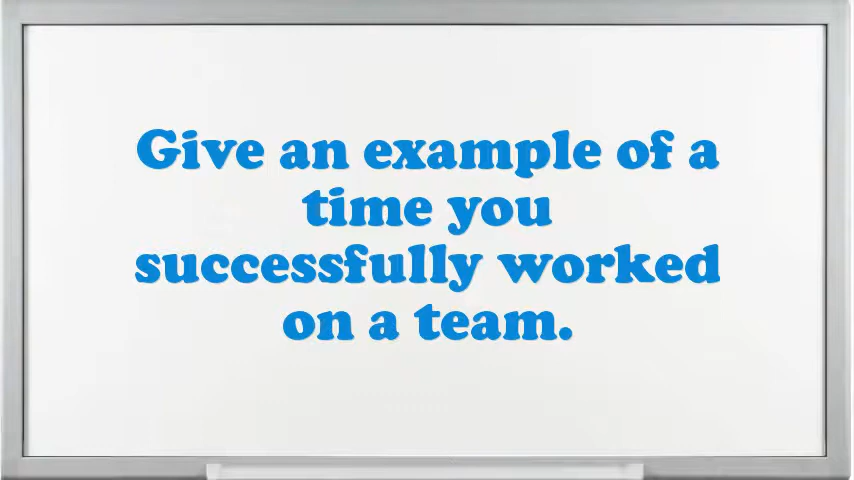 Give an example of a
time you
successfully worked
on a team.